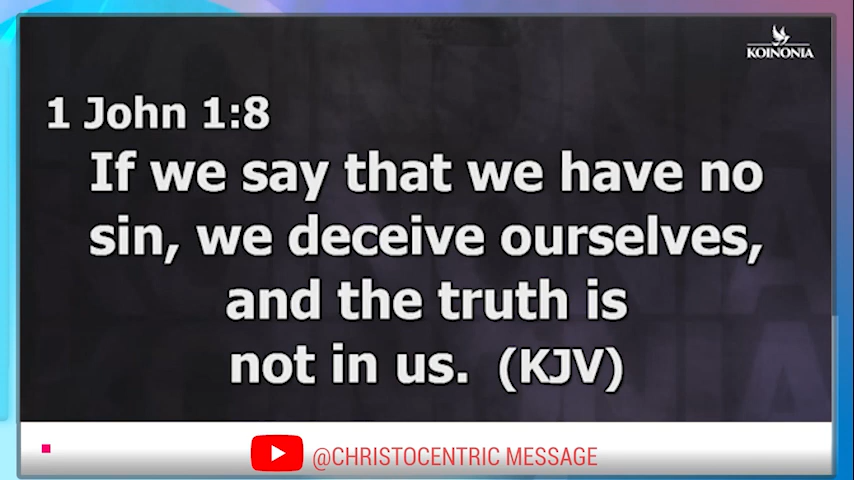 KOINONIA
1 John 1:8
If we say that we have no
sin, we deceive ourselves,
and the truth is
not in us. (KJV)
@CHRISTOCENTRIC MESSAGE